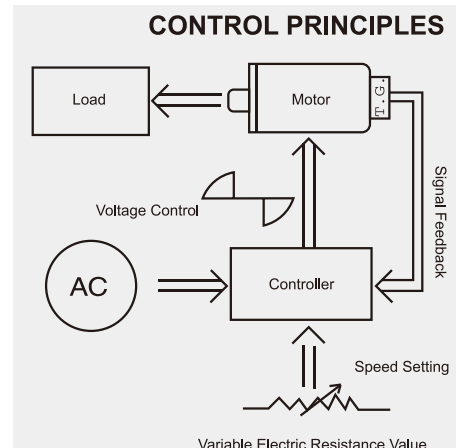 CONTROL PRINCIPLES
Load
Motor
T.G.
Signal Feedback
Voltage Control
AC
Controller
Speed Setting
Variable Electric Resistance Value